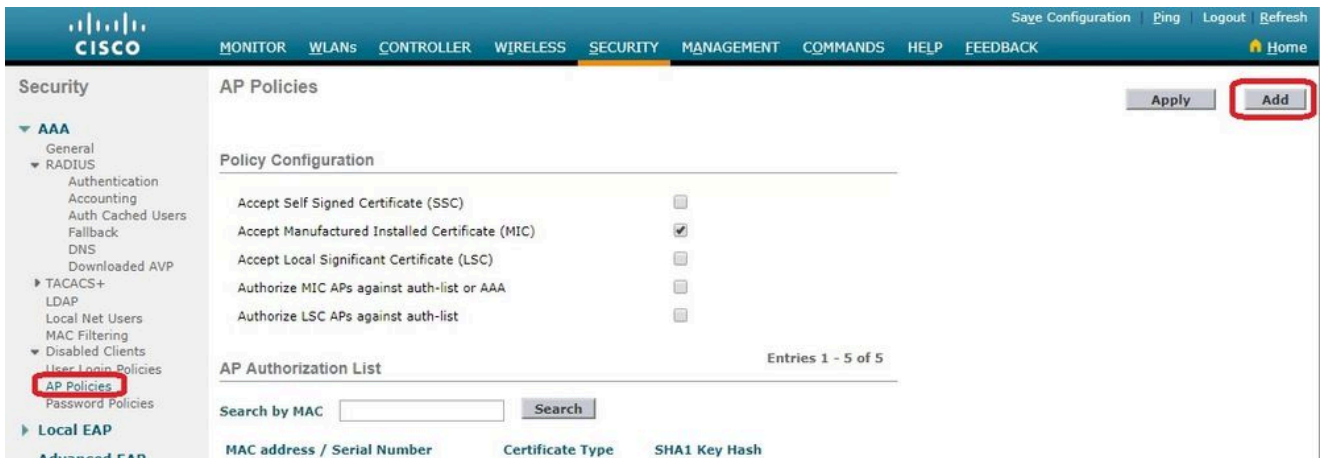 Save Configuration Ping Logout Refresh
CISCO MONITOR WLANs CONTROLLER WIRELESS SECURITY MANAGEMENT COMMANDS HELP FEEDBACK Home
Security
AAA
General
RADIUS
Authentication
Accounting
Auth Cached Users
Fallback
DNS
Downloaded AVP
TACACS+
LDAP
Local Net Users
MAC Filtering
Disabled Clients
User Login Policies
AP Policies
Password Policies
Local EAP
Advanced EAP
AP Policies
Apply Add
Policy Configuration
Accept Self Signed Certificate (SSC)
Accept Manufactured Installed Certificate (MIC)
Accept Local Significant Certificate (LSC)
Authorize MIC APs against auth-list or AAA
Authorize LSC APs against auth-list
AP Authorization List
Entries 1 - 5 of 5
Search by MAC Search
MAC address / Serial Number Certificate Type SHA1 Key Hash